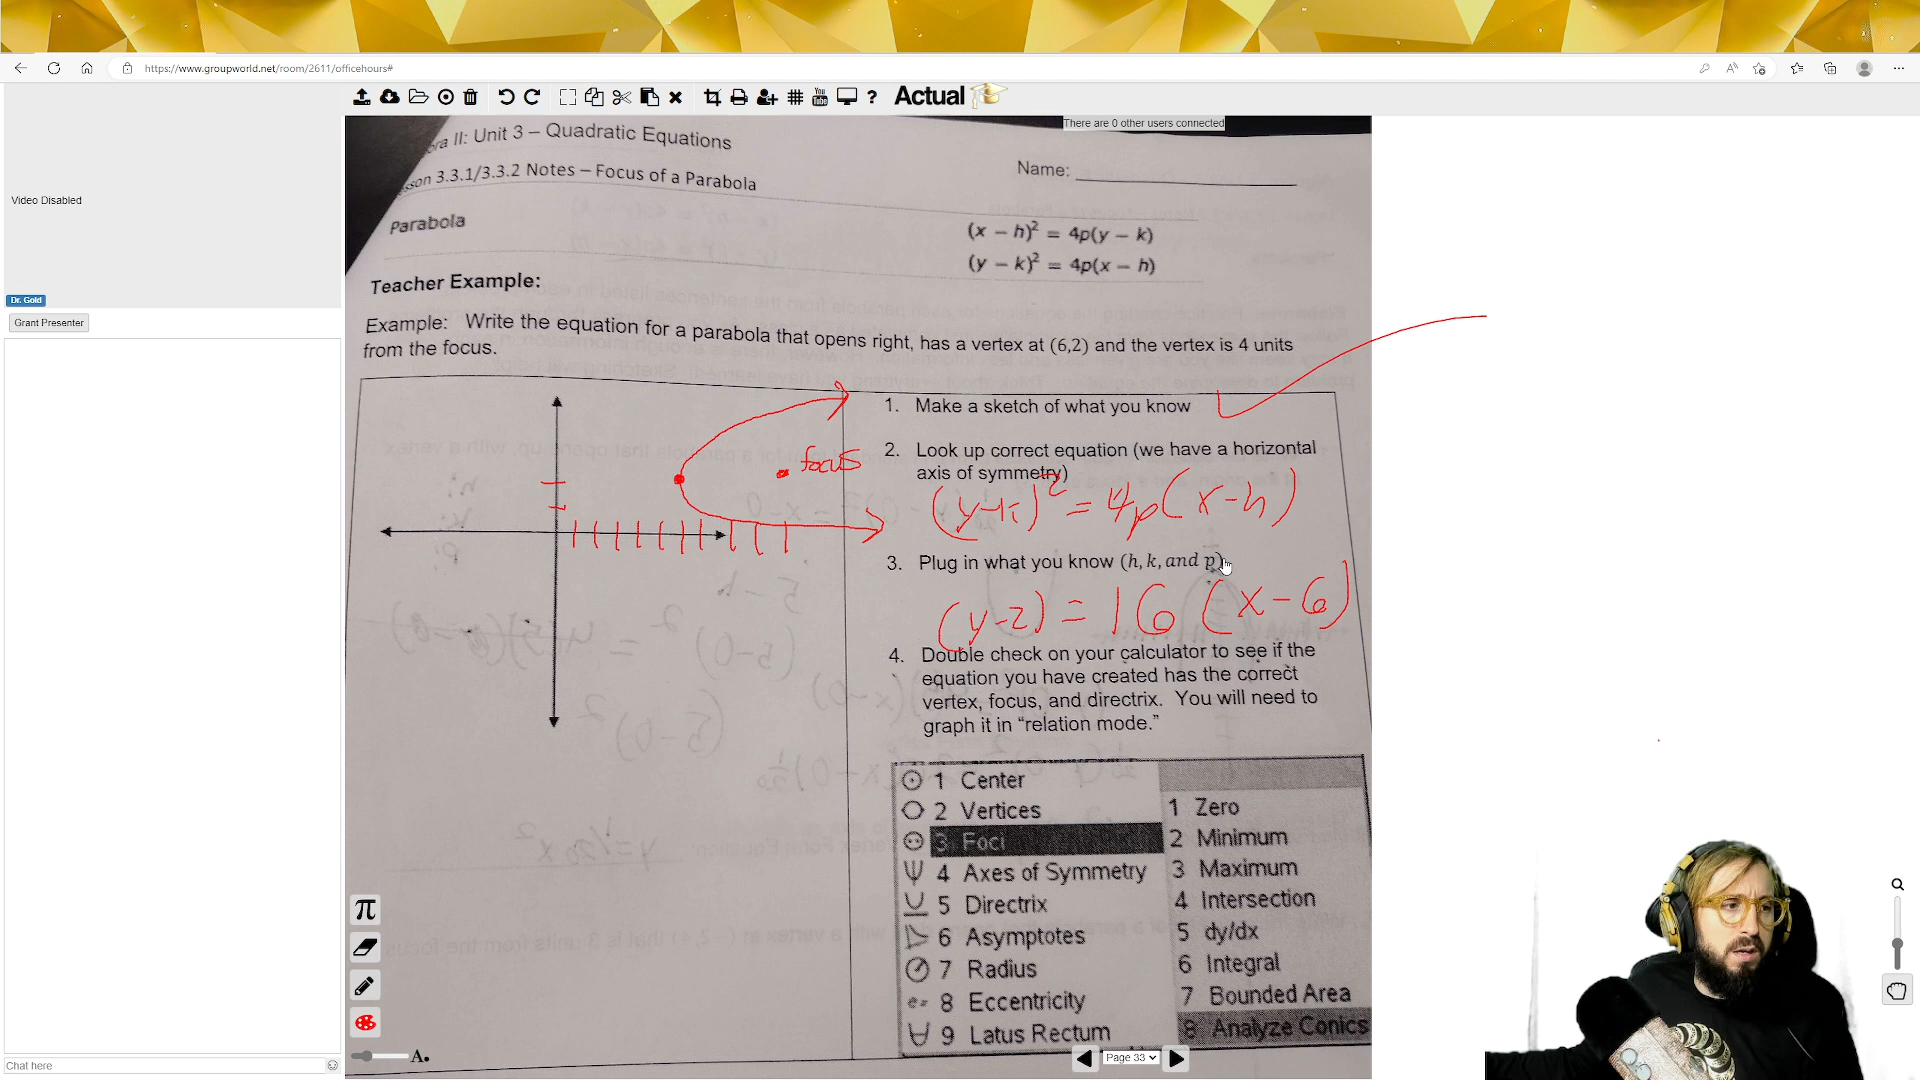 https://www.groupworld.net/room/2611/officehours#
Actual
There are 0 other users connected
Video Disabled
Dr. Gold
Grant Presenter
ora II: Unit 3 – Quadratic Equations
sson 3.3.1/3.3.2 Notes – Focus of a Parabola
Name:
Parabola
(x − h)² = 4p(y − k)
(y − k)² = 4p(x − h)
Teacher Example:
Example: Write the equation for a parabola that opens right, has a vertex at (6,2) and the vertex is 4 units
from the focus.
focus
1. Make a sketch of what you know
2. Look up correct equation (we have a horizontal
axis of symmetry)
(y-k)² = 4p(x-h)
3. Plug in what you know (h, k, and p)
(y-2) = 16 (x-6)
4. Double check on your calculator to see if the
equation you have created has the correct
vertex, focus, and directrix. You will need to
graph it in “relation mode.”
1 Center
2 Vertices
3 Foci
4 Axes of Symmetry
5 Directrix
6 Asymptotes
7 Radius
8 Eccentricity
9 Latus Rectum
1 Zero
2 Minimum
3 Maximum
4 Intersection
5 dy/dx
6 Integral
7 Bounded Area
8 Analyze Conics
π
A.
Page 33
Chat here